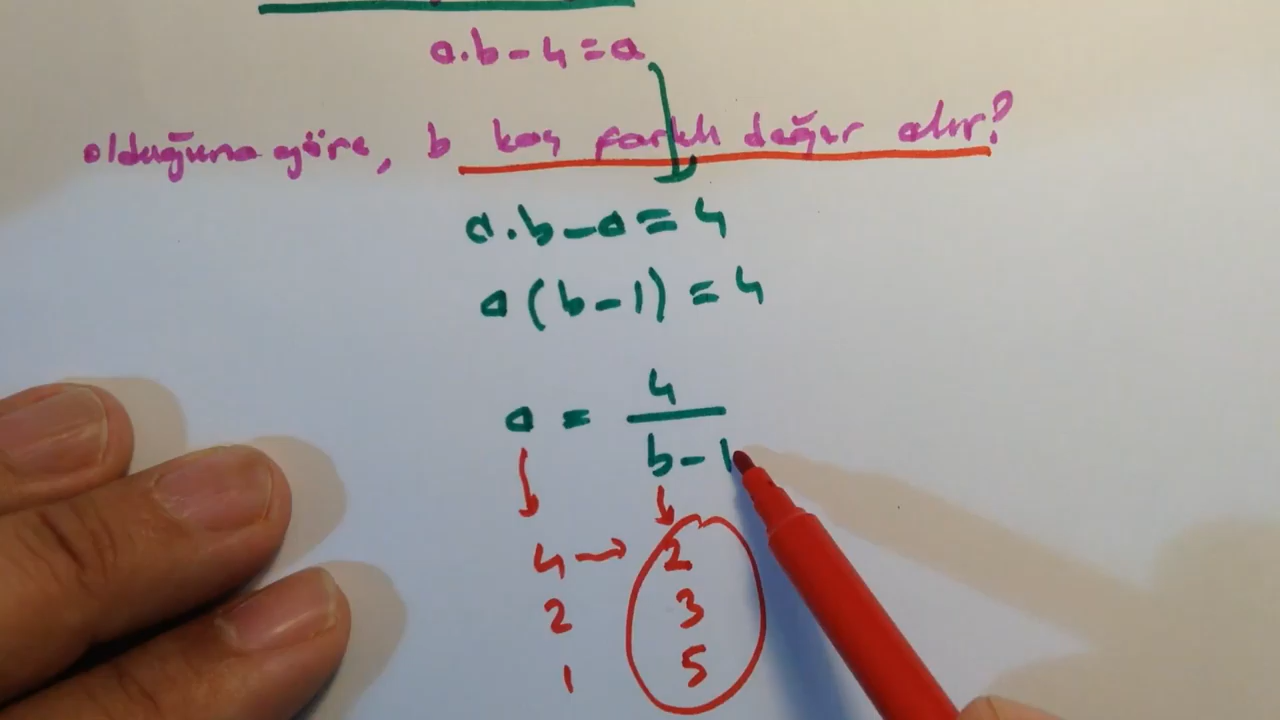 a.b-4=a
olduğuna göre, b kaç farklı değer alır?
a.b-a=4
a(b-1)=4
a = 4/(b-1)
4 → 2
2 3
1 5